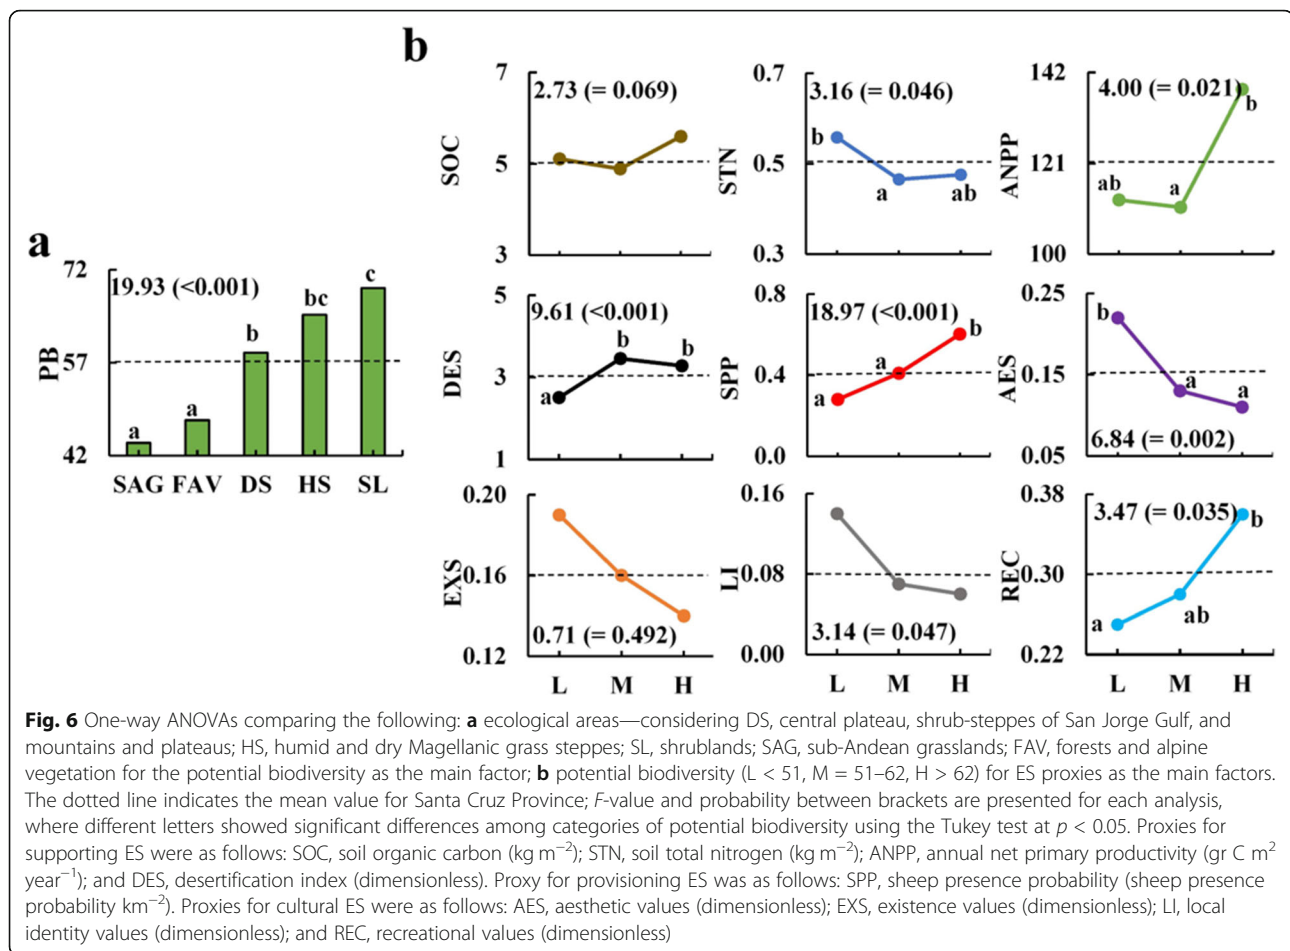 b
7
5
3
SOC
2.73 (= 0.069)
0.7
0.5
0.3
STN
3.16 (= 0.046)
b
a
ab
142
121
100
ANPP
4.00 (= 0.021)
ab
a
b
a
72
57
42
PB
19.93 (<0.001)
a
a
b
bc
c
SAG FAV DS HS SL
5
3
1
DES
9.61 (<0.001)
a
b
b
0.8
0.4
0.0
SPP
18.97 (<0.001)
a
a
b
0.25
0.15
0.05
AES
b
a
a
6.84 (= 0.002)
0.20
0.16
0.12
EXS
0.71 (= 0.492)
L M H
0.16
0.08
0.00
LI
3.14 (= 0.047)
L M H
0.38
0.30
0.22
REC
3.47 (= 0.035)
a
ab
b
L M H
Fig. 6 One-way ANOVAs comparing the following: a ecological areas—considering DS, central plateau, shrub-steppes of San Jorge Gulf, and
mountains and plateaus; HS, humid and dry Magellanic grass steppes; SL, shrublands; SAG, sub-Andean grasslands; FAV, forests and alpine
vegetation for the potential biodiversity as the main factor; b potential biodiversity (L < 51, M = 51–62, H > 62) for ES proxies as the main factors.
The dotted line indicates the mean value for Santa Cruz Province; F-value and probability between brackets are presented for each analysis,
where different letters showed significant differences among categories of potential biodiversity using the Tukey test at p < 0.05. Proxies for
supporting ES were as follows: SOC, soil organic carbon (kg m⁻²); STN, soil total nitrogen (kg m⁻²); ANPP, annual net primary productivity (gr C m²
year⁻¹); and DES, desertification index (dimensionless). Proxy for provisioning ES was as follows: SPP, sheep presence probability (sheep presence
probability km⁻²). Proxies for cultural ES were as follows: AES, aesthetic values (dimensionless); EXS, existence values (dimensionless); LI, local
identity values (dimensionless); and REC, recreational values (dimensionless)